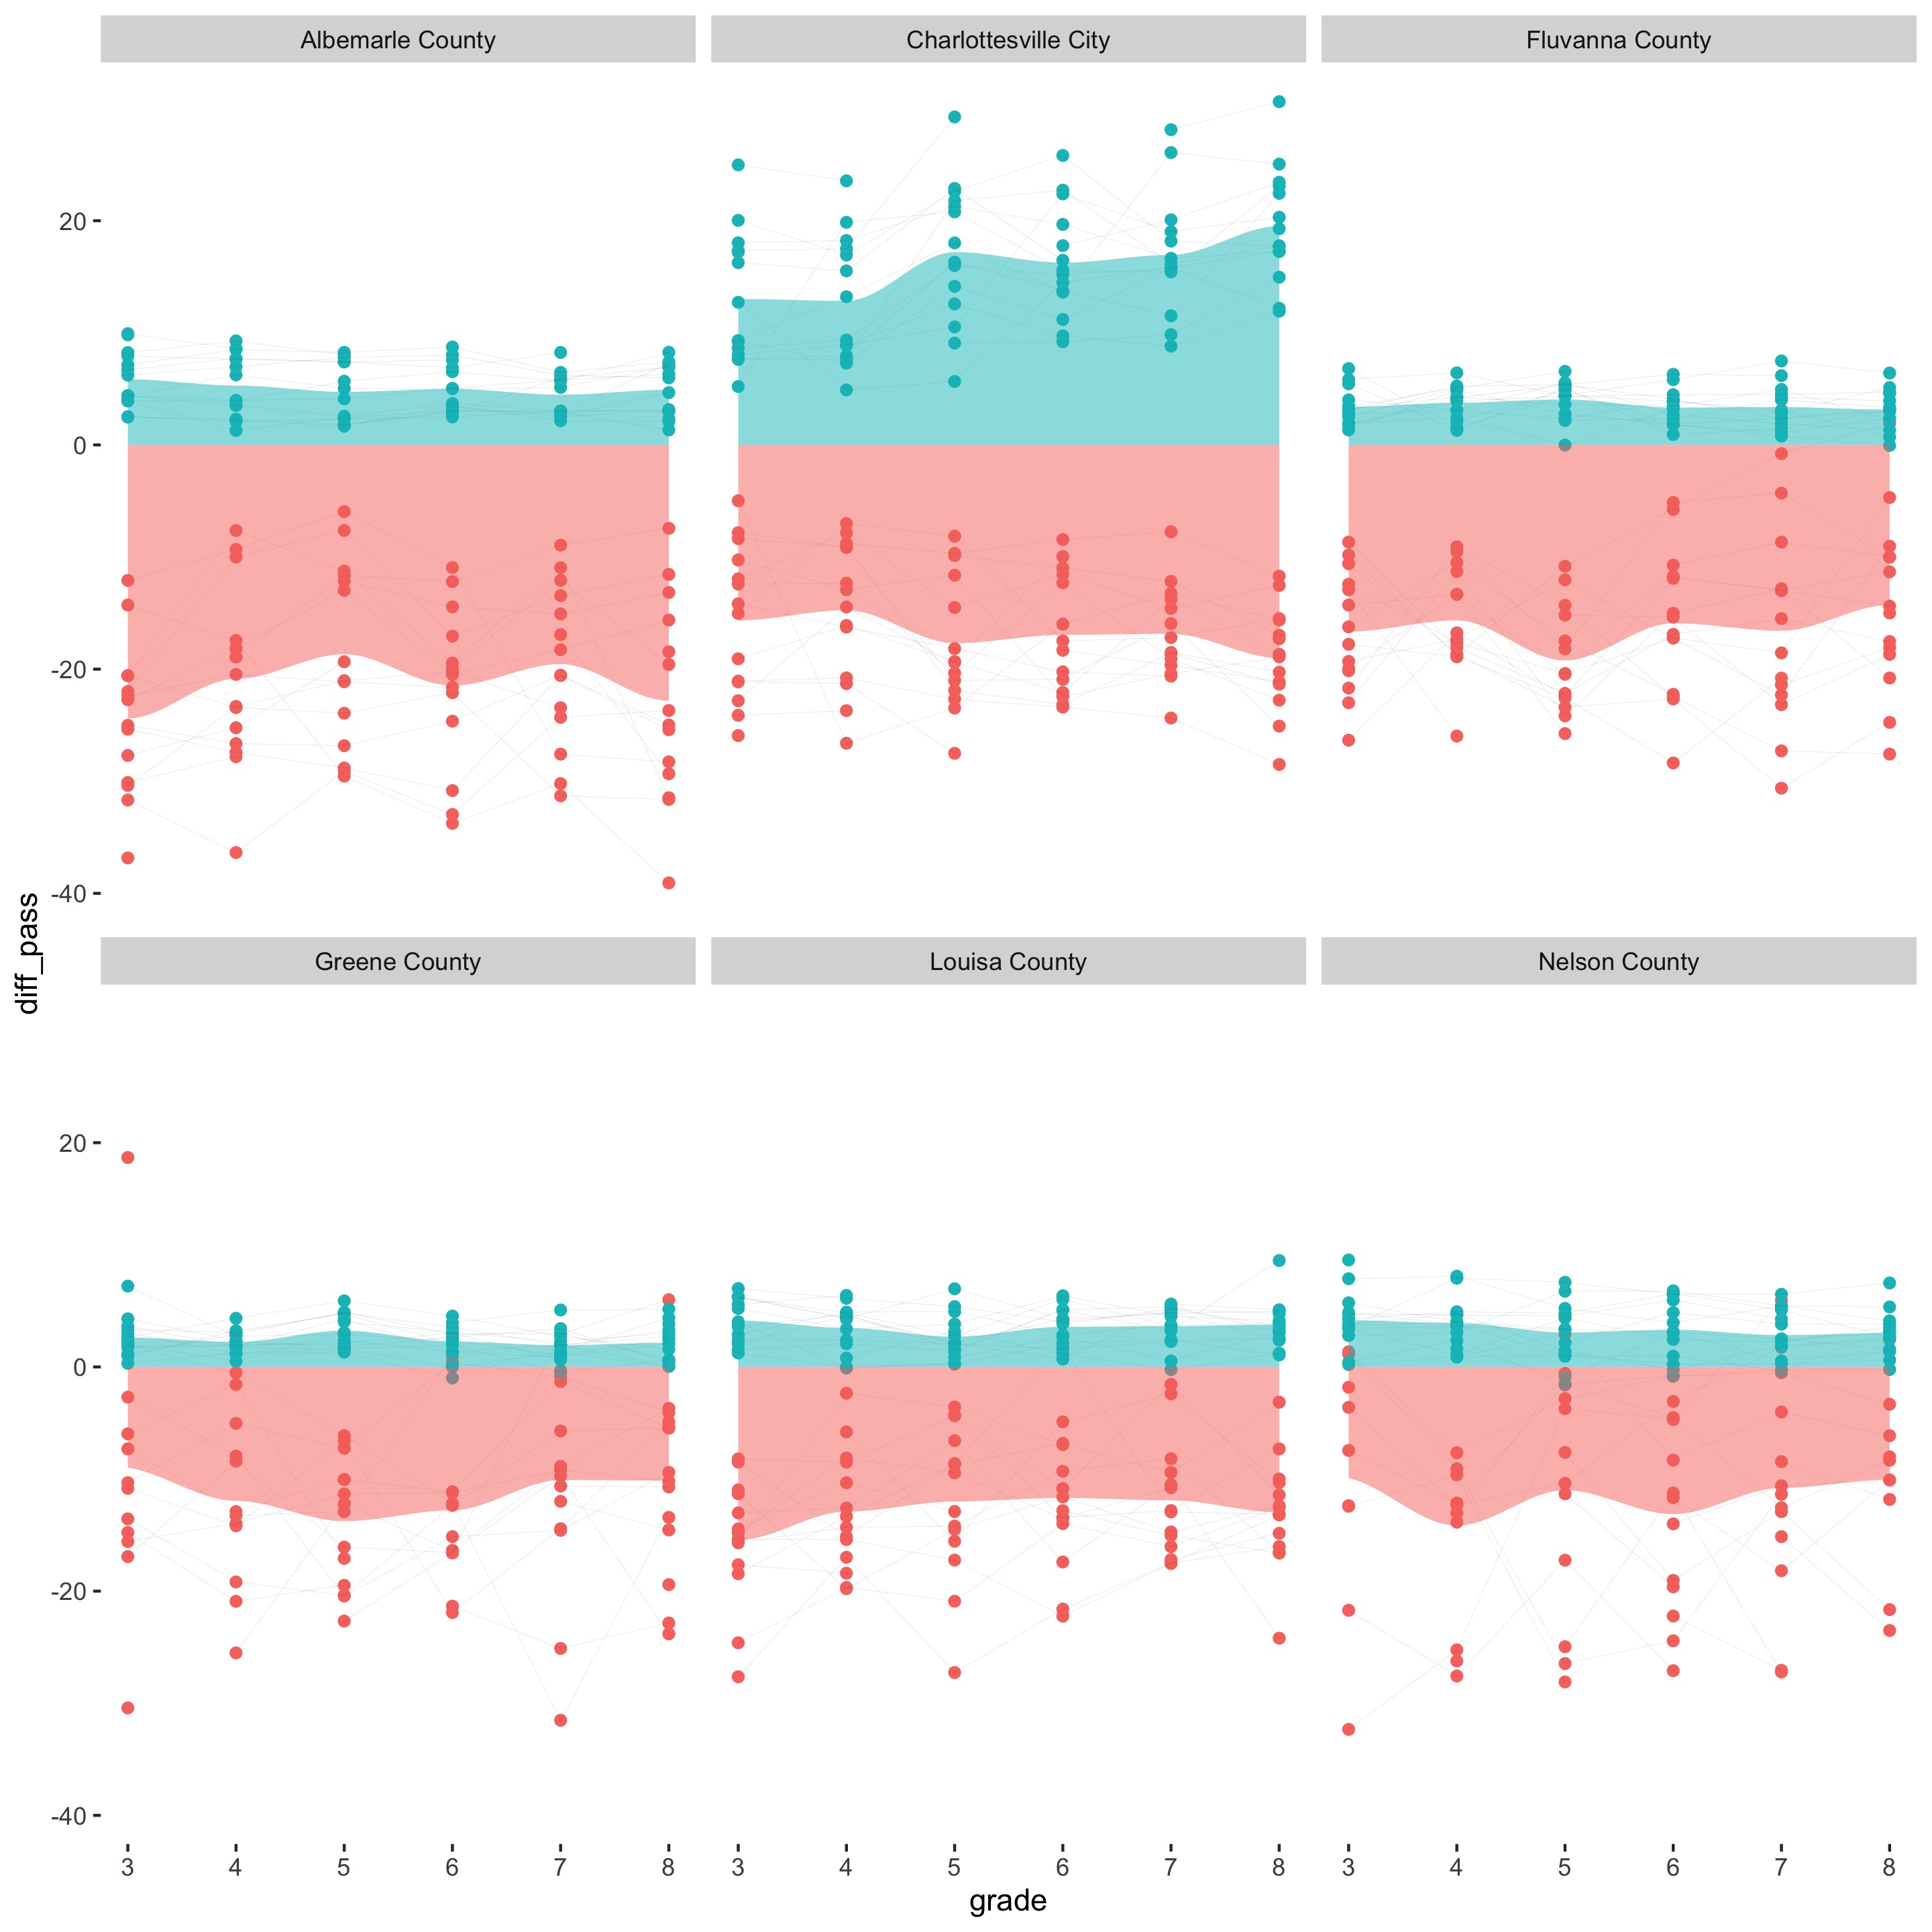 Albemarle County
Charlottesville City
Fluvanna County
20
0
-20
-40
diff_pass
Greene County
Louisa County
Nelson County
20
0
-20
-40
3 4 5 6 7 8
3 4 5 6 7 8
3 4 5 6 7 8
grade